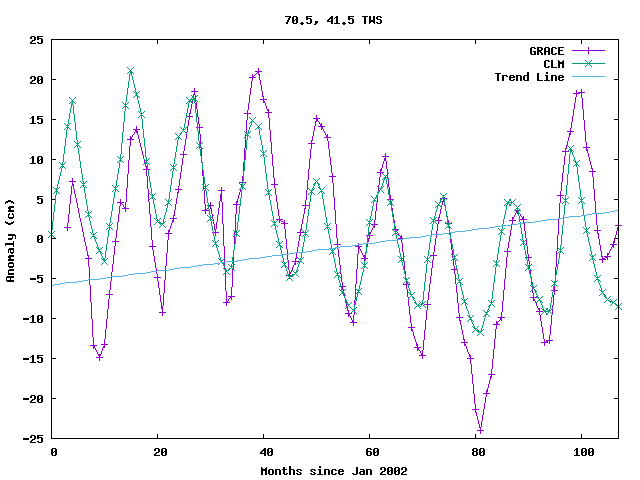 70.5, 41.5 TWS
GRACE
CLM
Trend Line
25
20
15
10
5
0
-5
-10
-15
-20
-25
Anomaly (cm)
0 20 40 60 80 100
Months since Jan 2002